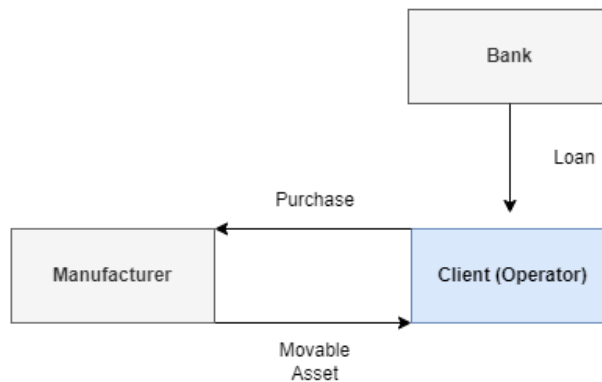 Bank
Loan
Purchase
Manufacturer
Client (Operator)
Movable
Asset